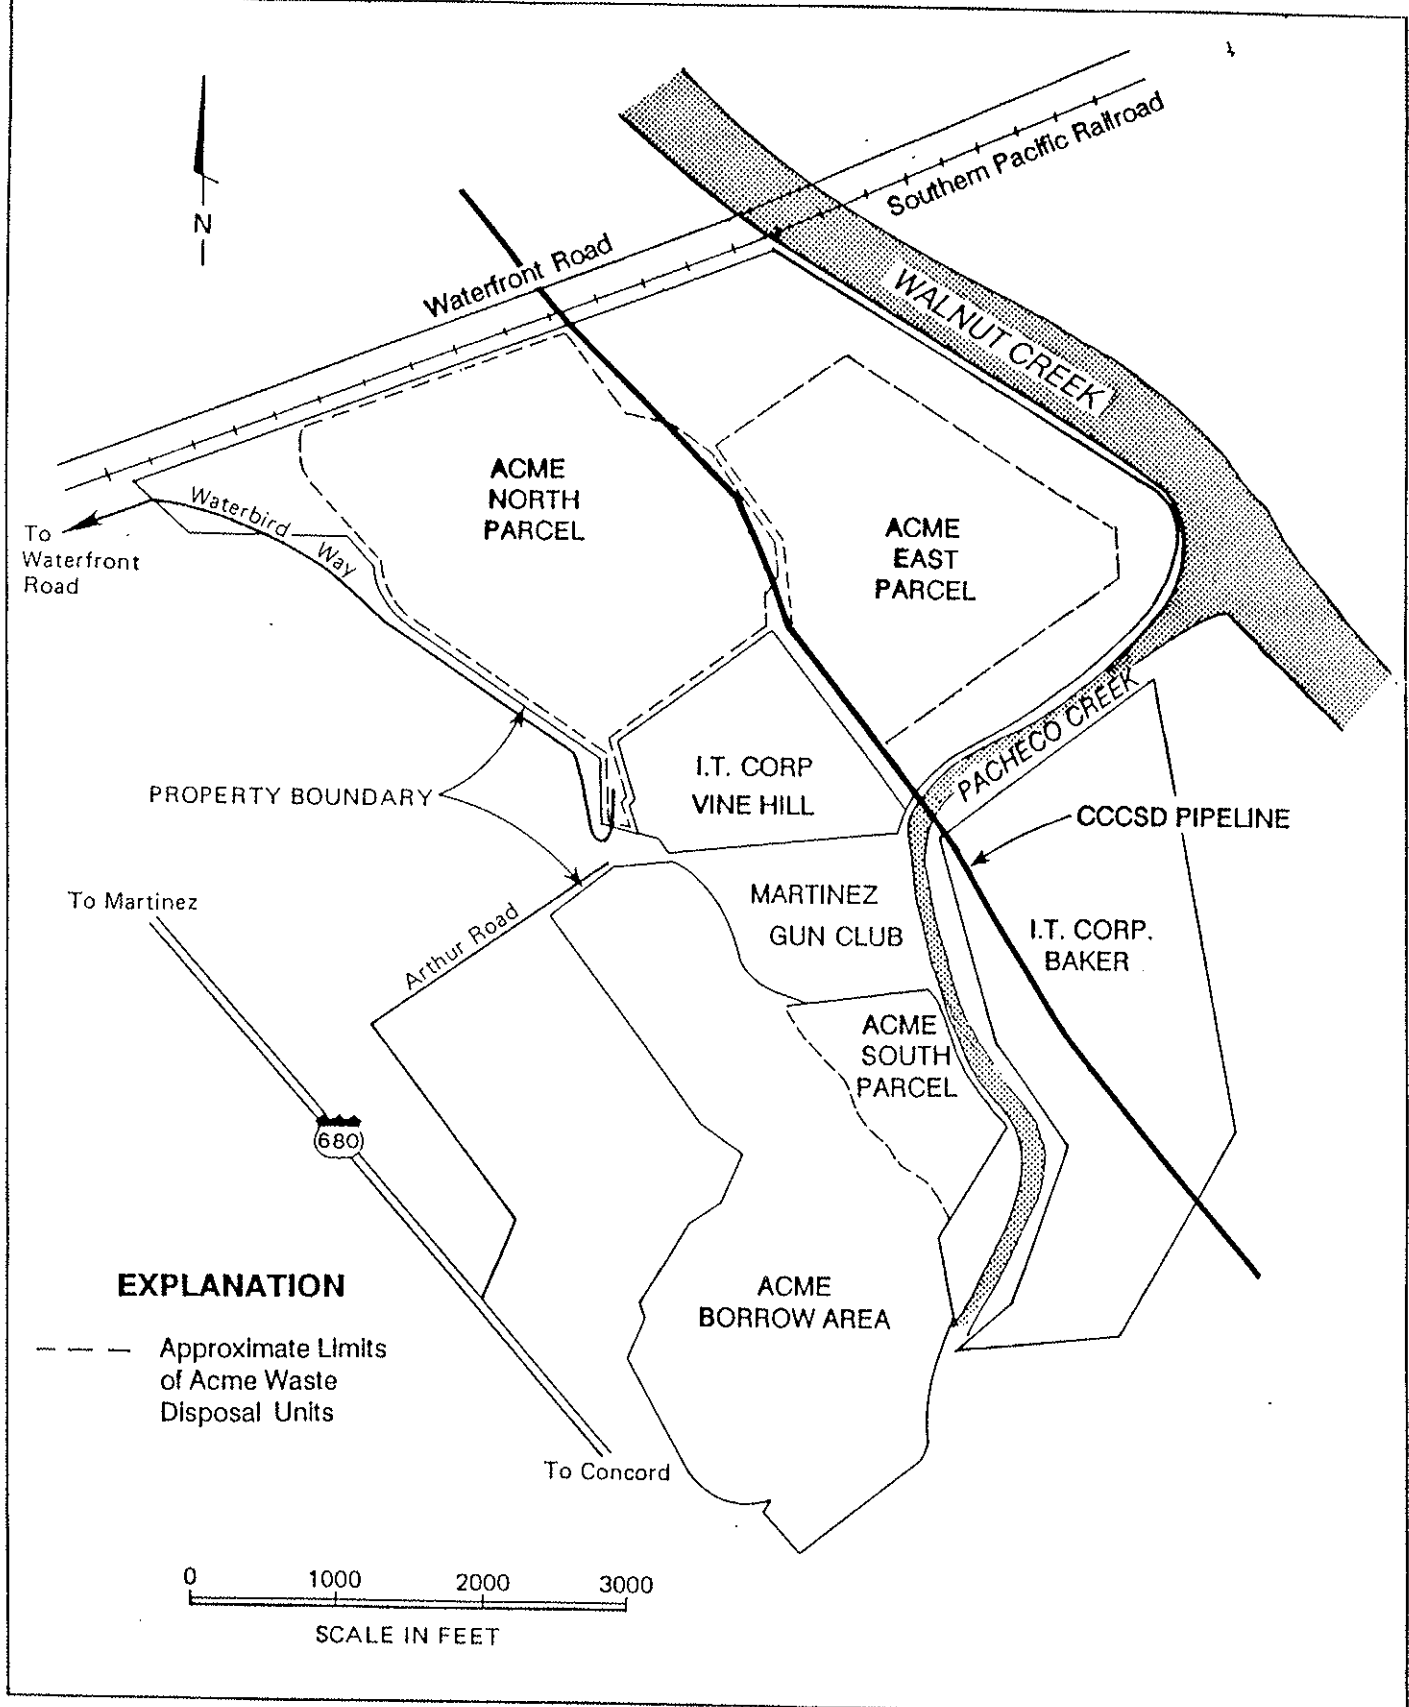 Southern Pacific Railroad
N
Waterfront Road
WALNUT CREEK
ACME
NORTH
PARCEL
Waterbird Way
To
Waterfront
Road
ACME
EAST
PARCEL
PACHECO CREEK
I.T. CORP
VINE HILL
PROPERTY BOUNDARY
CCCSD PIPELINE
To Martinez
MARTINEZ
GUN CLUB
Arthur Road
I.T. CORP.
BAKER
ACME
SOUTH
PARCEL
680
EXPLANATION
ACME
BORROW AREA
Approximate Limits
of Acme Waste
Disposal Units
To Concord
0 1000 2000 3000
SCALE IN FEET